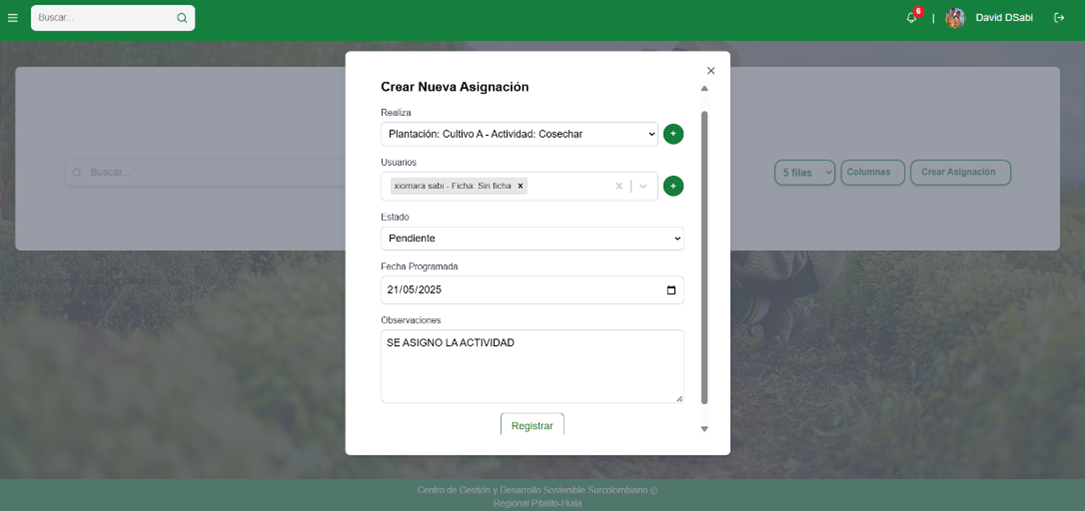 Buscar...
6
|
David DSabi
Crear Nueva Asignación
Realiza
Plantación: Cultivo A - Actividad: Cosechar
+
Usuarios
xiomara sabi - Ficha: Sin ficha ×
+
Estado
Pendiente
Fecha Programada
21/05/2025
Observaciones
SE ASIGNO LA ACTIVIDAD
Registrar
Buscar...
5 filas
Columnas
Crear Asignación
Centro de Gestión y Desarrollo Sostenible Surcolombiano ©
Regional Pitalito-Huila